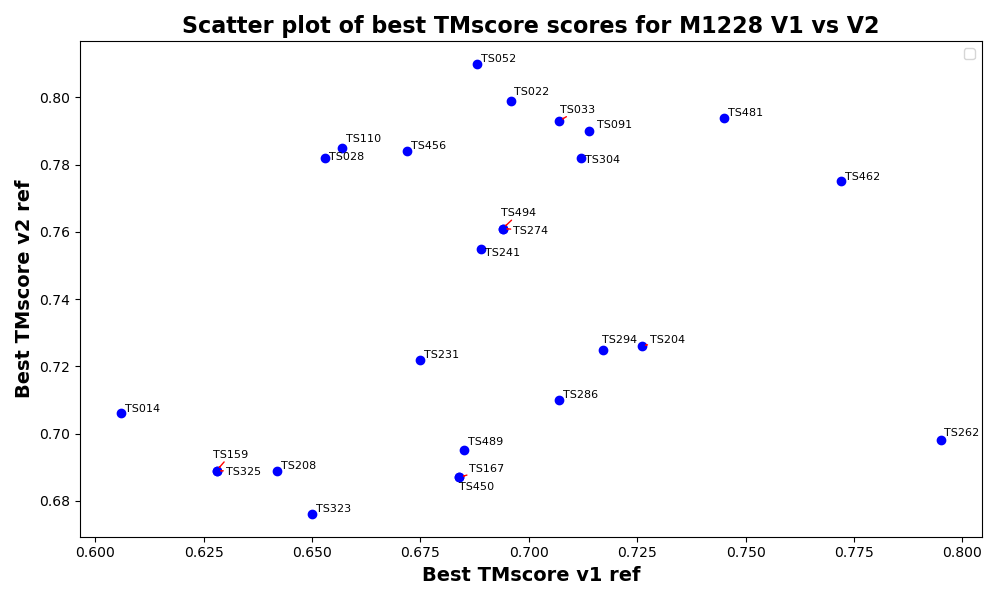 Scatter plot of best TMscore scores for M1228 V1 vs V2
TS052
0.80
TS022
TS033
TS481
TS091
TS110
TS456
TS028
TS304
0.78
TS462
TS494
0.76
TS274
TS241
0.74
Best TMscore v2 ref
TS294
TS204
0.72
TS231
TS286
TS014
0.70
TS262
TS489
TS159
TS208
TS167
TS325
TS450
0.68
TS323
0.600
0.625
0.650
0.675
0.700
0.725
0.750
0.775
0.800
Best TMscore v1 ref